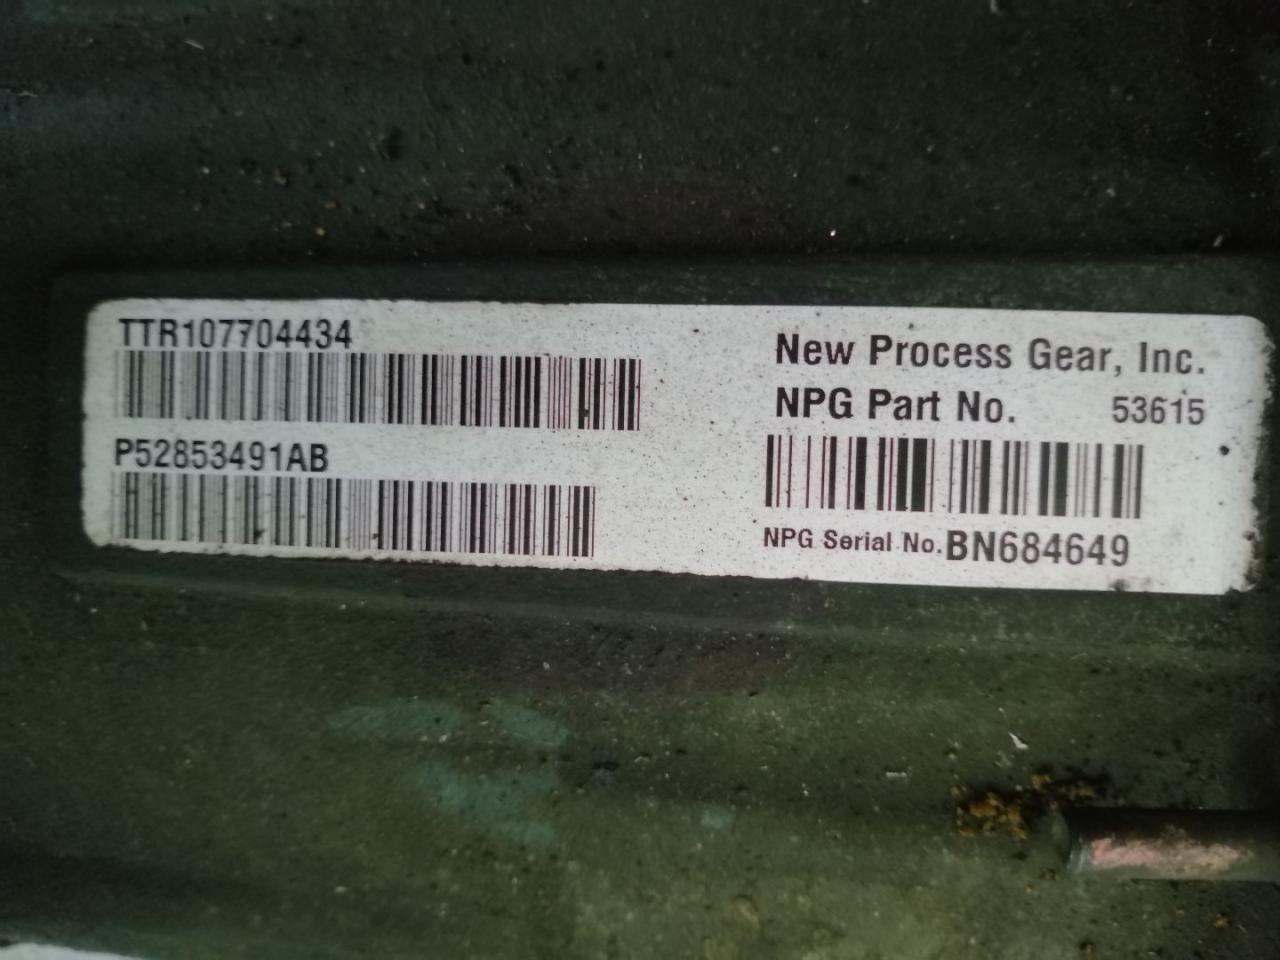 TTR107704434
P52853491AB
New Process Gear, Inc.
NPG Part No. 53615
NPG Serial No. BN684649